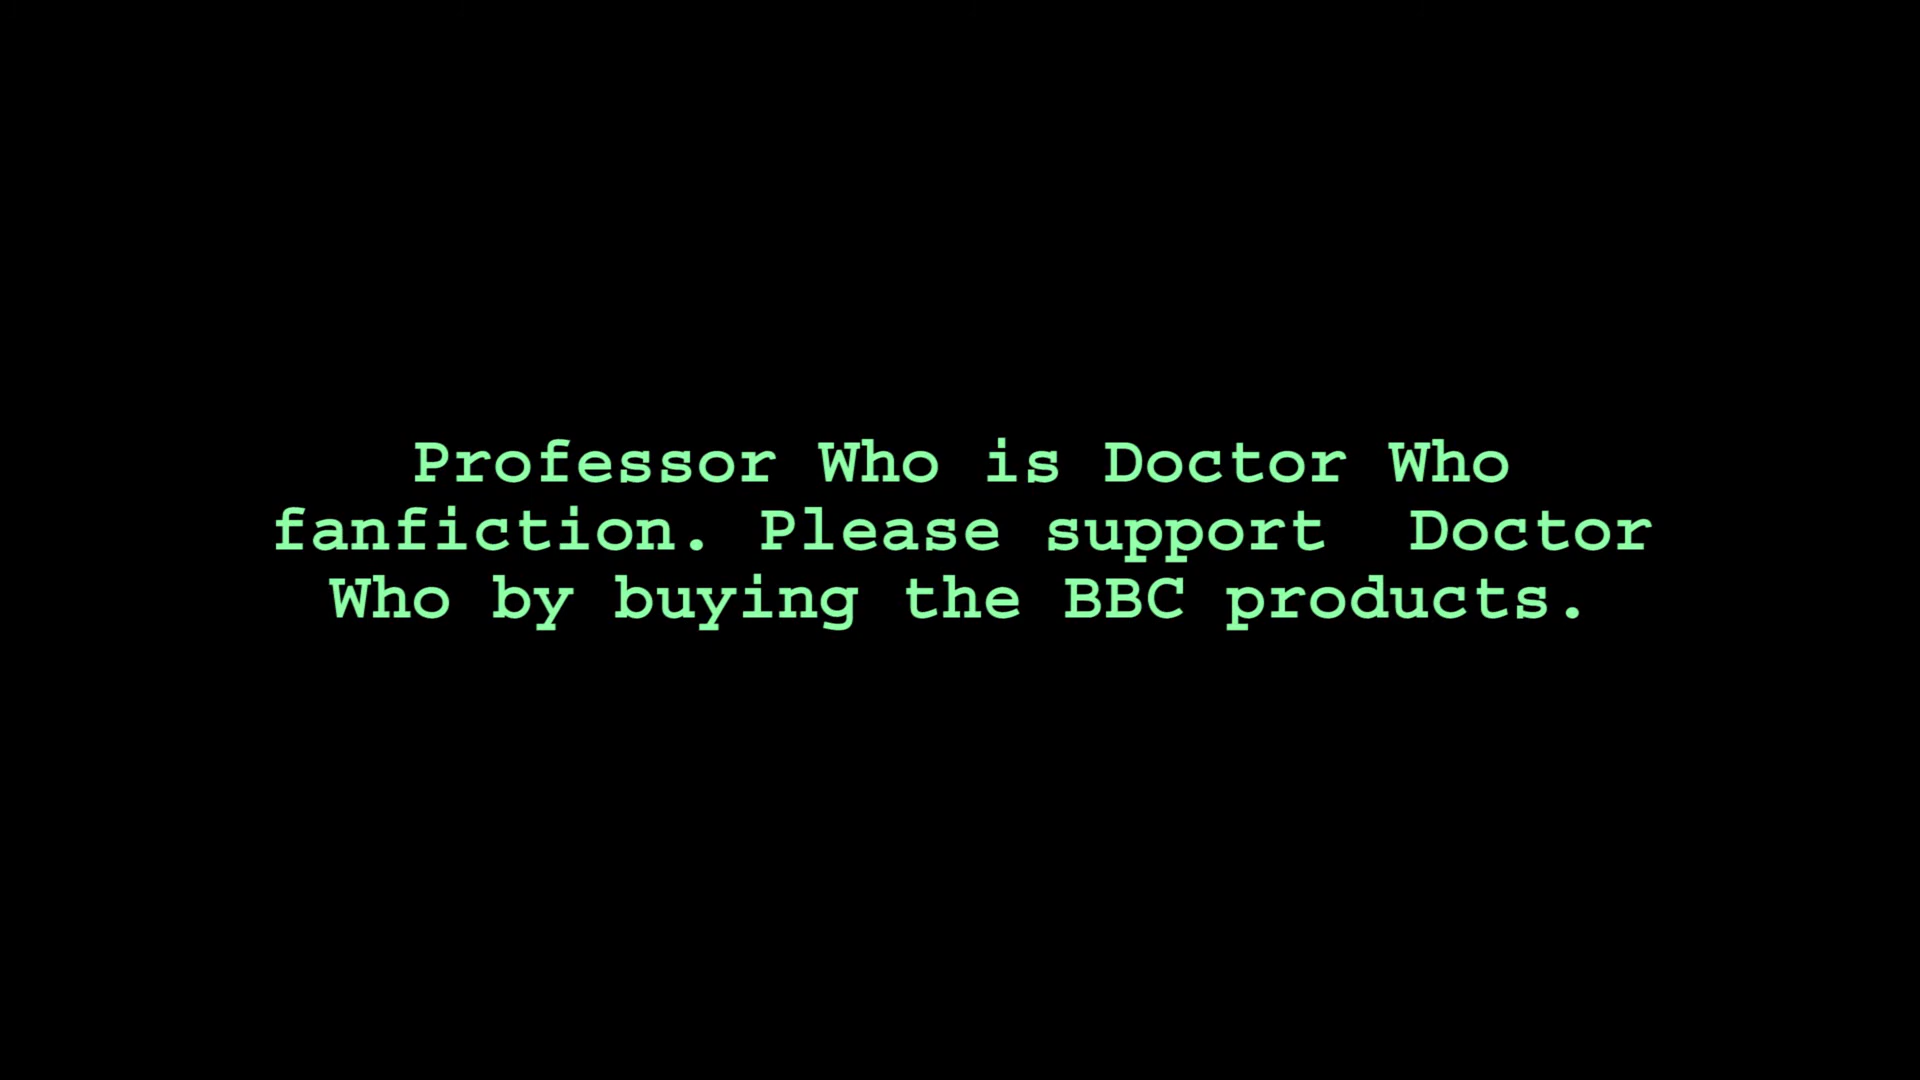 Professor Who is Doctor Who
fanfiction. Please support  Doctor
Who by buying the BBC products.